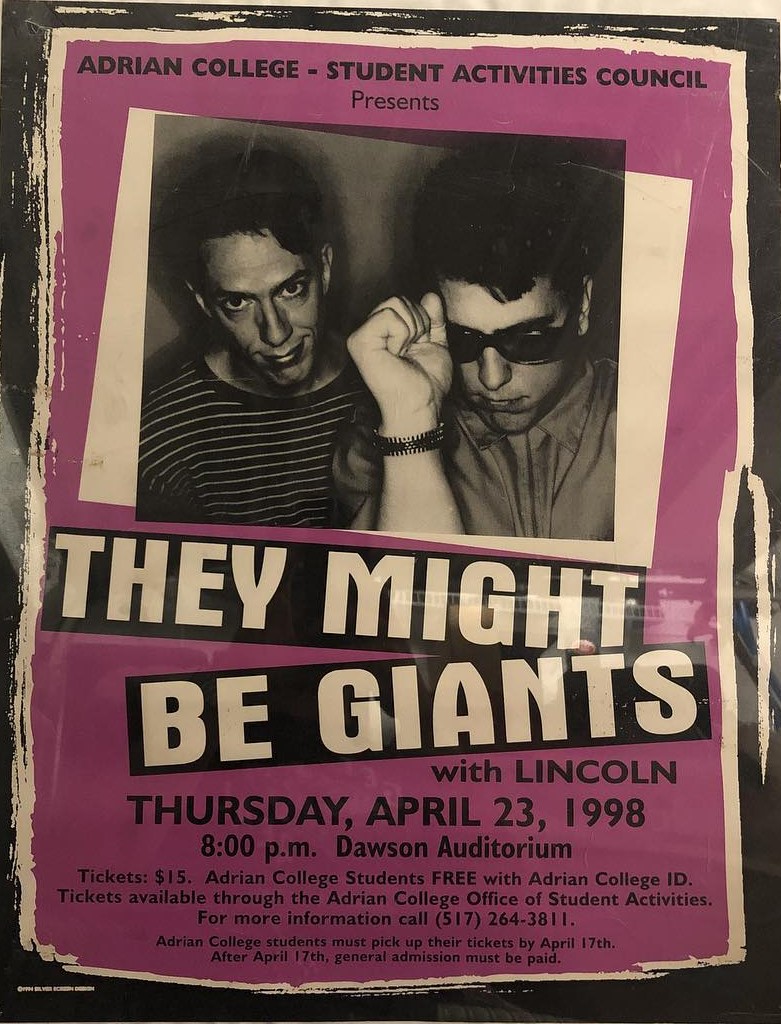 ADRIAN COLLEGE - STUDENT ACTIVITIES COUNCIL
Presents
THEY MIGHT
BE GIANTS
with LINCOLN
THURSDAY, APRIL 23, 1998
8:00 p.m. Dawson Auditorium
Tickets: $15. Adrian College Students FREE with Adrian College ID.
Tickets available through the Adrian College Office of Student Activities.
For more information call (517) 264-3811.
Adrian College students must pick up their tickets by April 17th.
After April 17th, general admission must be paid.
SILVER SCREEN DESIGN